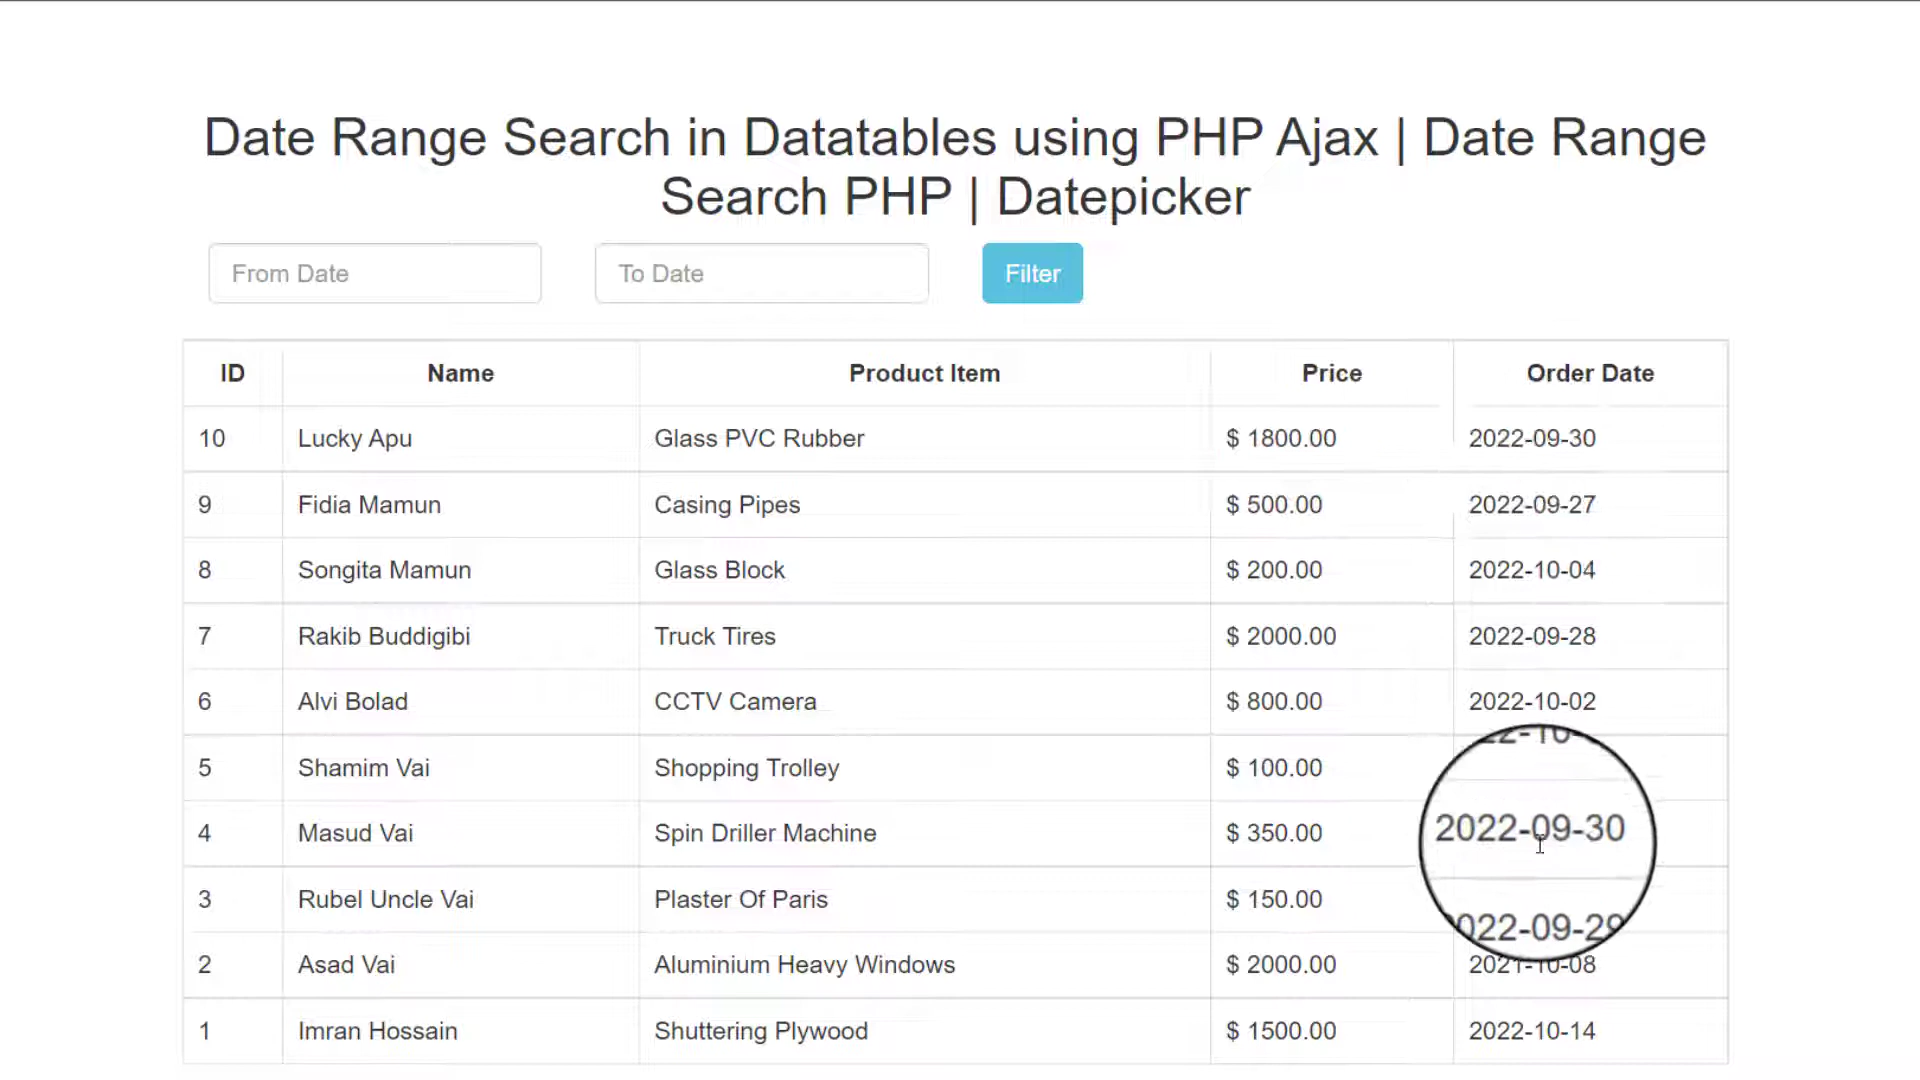 Date Range Search in Datatables using PHP Ajax | Date Range
Search PHP | Datepicker
From Date To Date Filter
ID Name Product Item Price Order Date
10 Lucky Apu Glass PVC Rubber $ 1800.00 2022-09-30
9 Fidia Mamun Casing Pipes $ 500.00 2022-09-27
8 Songita Mamun Glass Block $ 200.00 2022-10-04
7 Rakib Buddigibi Truck Tires $ 2000.00 2022-09-28
6 Alvi Bolad CCTV Camera $ 800.00 2022-10-02
5 Shamim Vai Shopping Trolley $ 100.00
4 Masud Vai Spin Driller Machine $ 350.00 2022-09-30
3 Rubel Uncle Vai Plaster Of Paris $ 150.00 2022-09-29
2 Asad Vai Aluminium Heavy Windows $ 2000.00 2021-10-08
1 Imran Hossain Shuttering Plywood $ 1500.00 2022-10-14